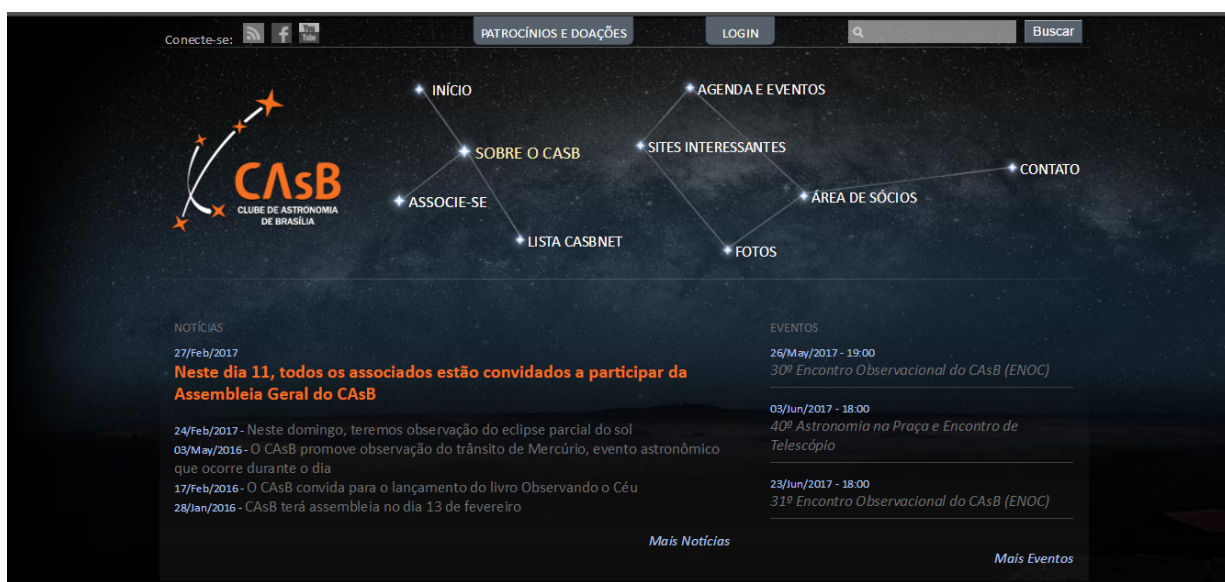 Conecte-se:
You
Tube
PATROCÍNIOS E DOAÇÕES
LOGIN
Buscar
INÍCIO
AGENDA E EVENTOS
SOBRE O CASB
SITES INTERESSANTES
CONTATO
ASSOCIE-SE
ÁREA DE SÓCIOS
LISTA CASBNET
FOTOS
CAsB
CLUBE DE ASTRONOMIA
DE BRASÍLIA
NOTÍCIAS
27/Feb/2017
Neste dia 11, todos os associados estão convidados a participar da
Assembleia Geral do CAsB
24/Feb/2017 - Neste domingo, teremos observação do eclipse parcial do sol
03/May/2016 - O CAsB promove observação do trânsito de Mercúrio, evento astronômico
que ocorre durante o dia
17/Feb/2016 - O CAsB convida para o lançamento do livro Observando o Céu
28/Jan/2016 - CAsB terá assembleia no dia 13 de fevereiro
Mais Notícias
EVENTOS
26/May/2017 - 19:00
30º Encontro Observacional do CAsB (ENOC)
03/Jun/2017 - 18:00
40º Astronomia na Praça e Encontro de
Telescópio
23/Jun/2017 - 18:00
31º Encontro Observacional do CAsB (ENOC)
Mais Eventos